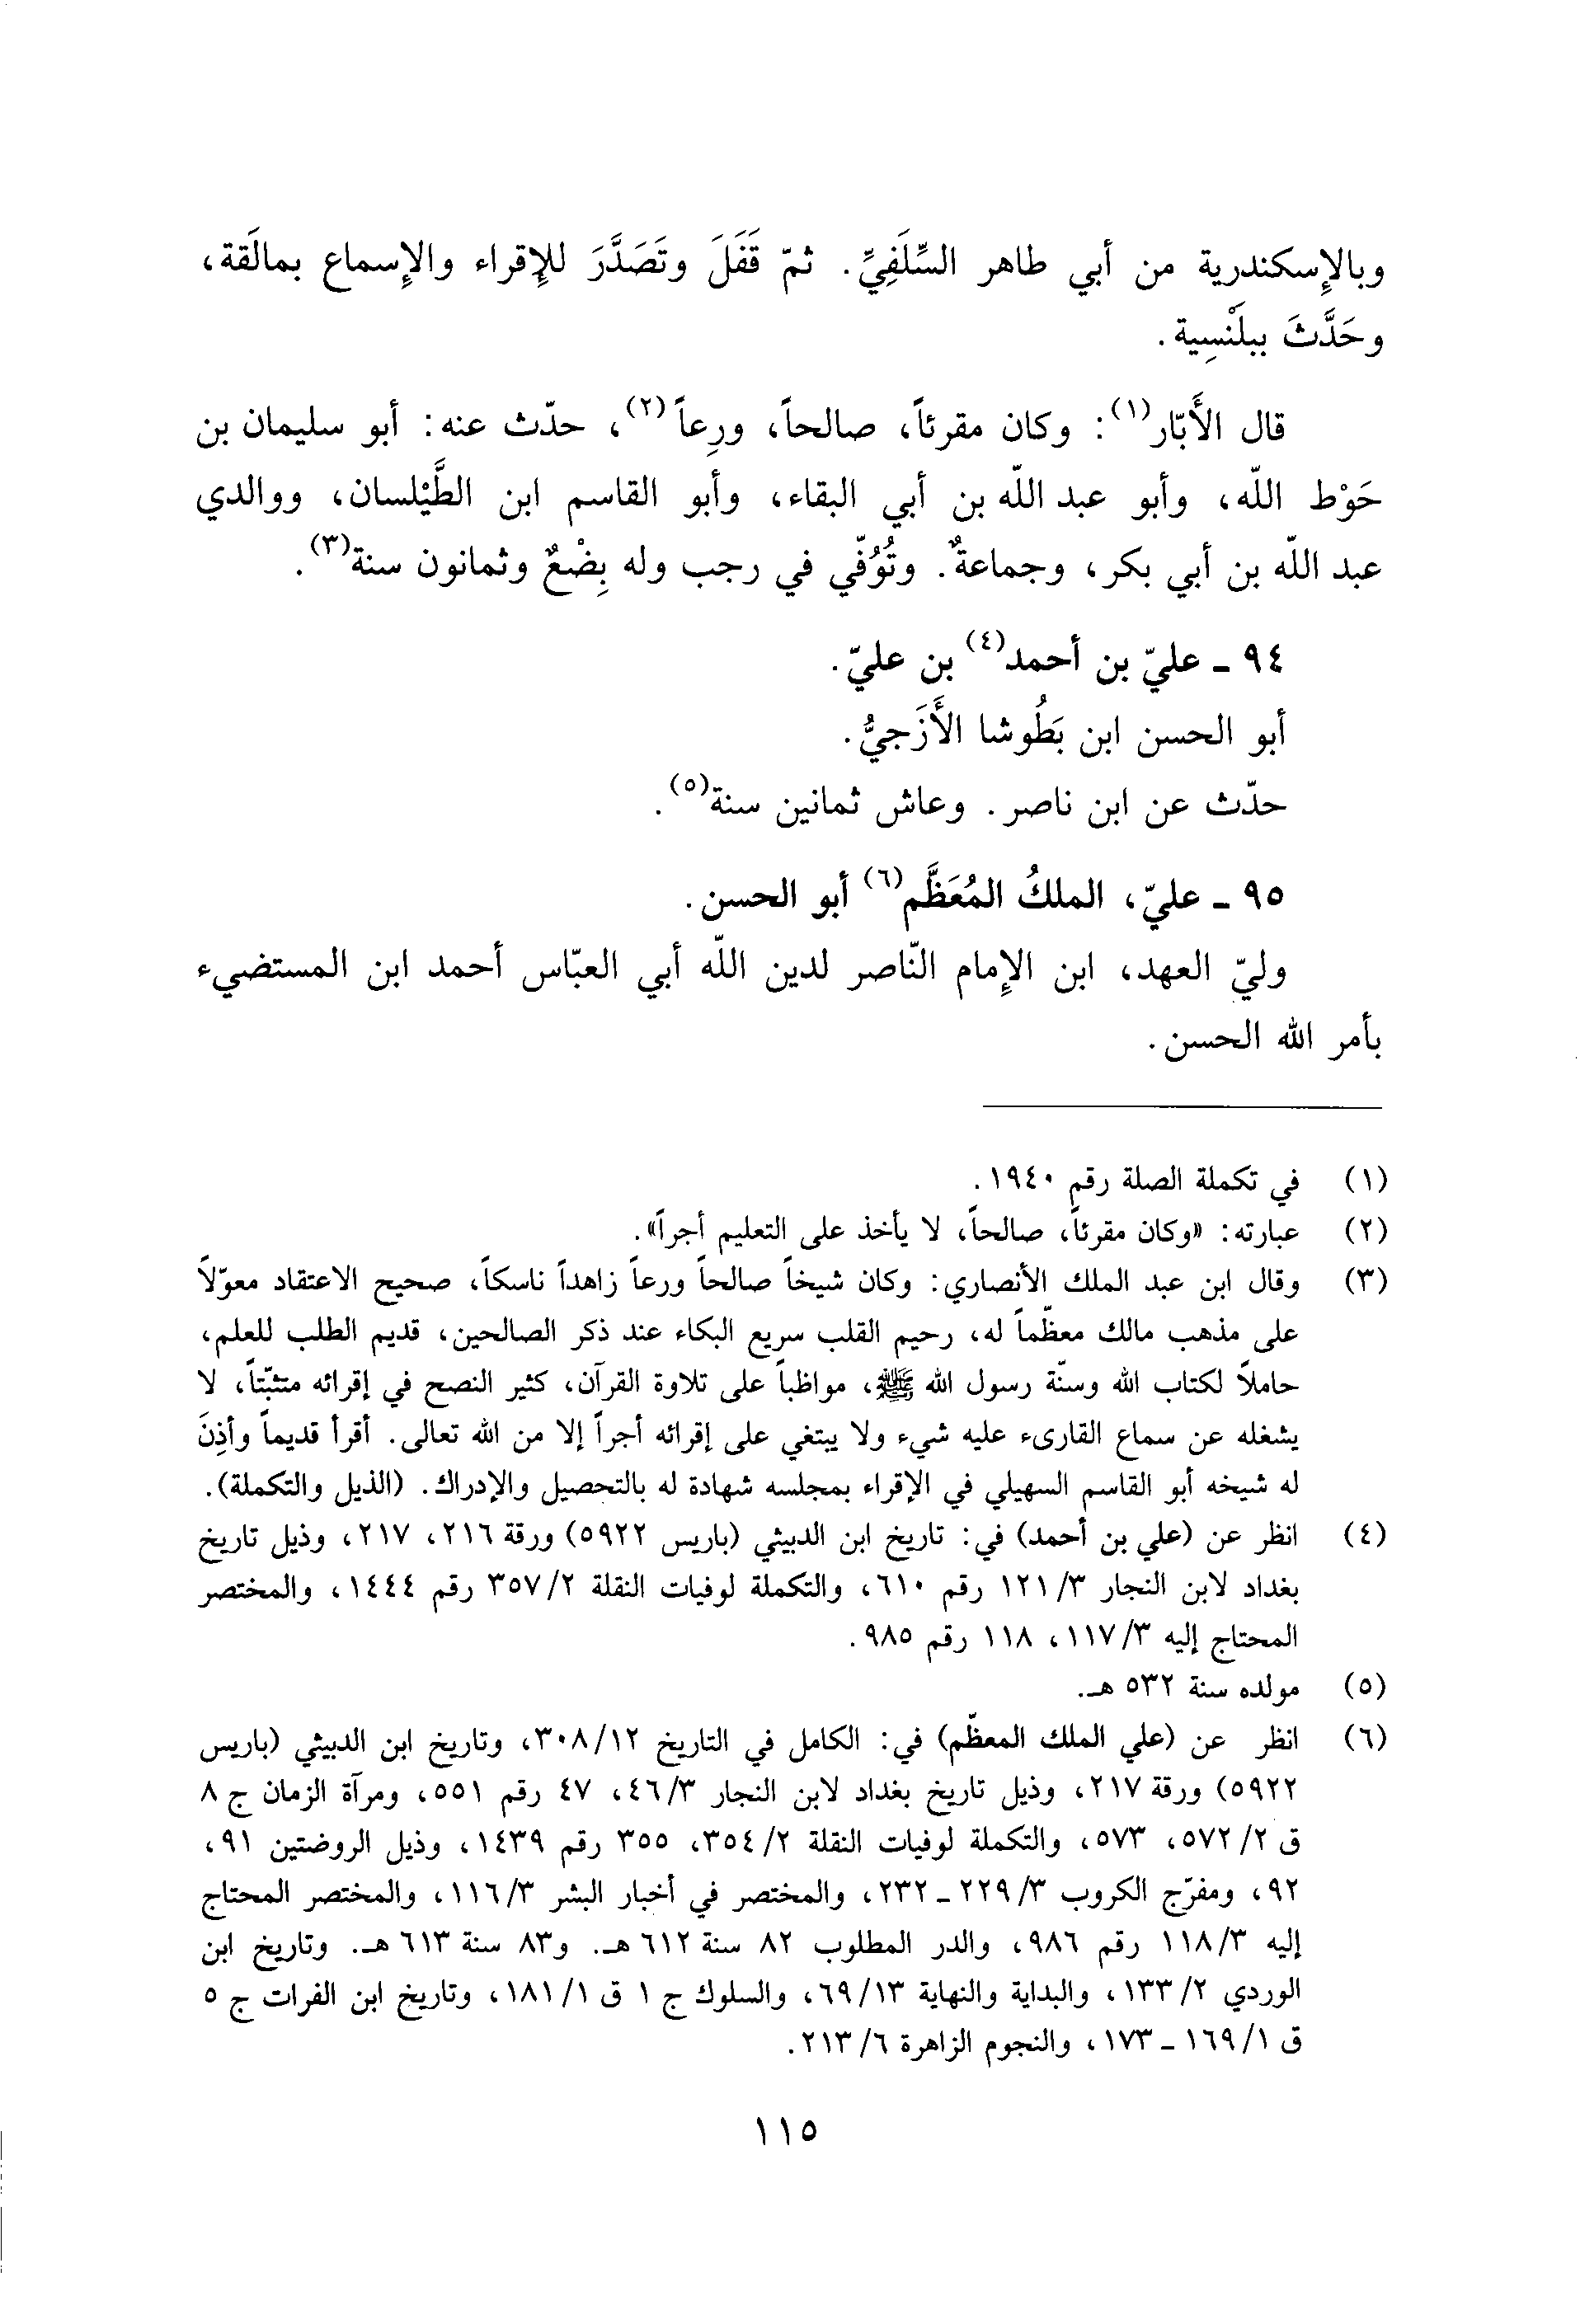 وبالإسكندرية من أبي طاهر السِّلَفِيِّ. ثمّ قَفَلَ وتَصَدَّرَ للإقراء والإسماع بمالَقة،
وحَدَّثَ ببلَنْسِية.
قال الأَبّار(١): وكان مقرئاً، صالحاً، ورِعاً(٢)، حدّث عنه: أبو سليمان بن
حَوْط اللّه، وأبو عبد اللّه بن أبي البقاء، وأبو القاسم ابن الطَّيْلسان، ووالدي
عبد اللّه بن أبي بكر، وجماعةٌ. وتُوُفّي في رجب وله بِضْعٌ وثمانون سنة(٣).
٩٤ ـ عليّ بن أحمد(٤) بن عليّ.
أبو الحسن ابن بَطُوشا الأَزَجيُّ.
حدّث عن ابن ناصر. وعاش ثمانين سنة(٥).
٩٥ ـ عليّ، الملكُ المُعَظَّم(٦) أبو الحسن.
وليّ العهد، ابن الإمام النّاصر لدين اللّه أبي العبّاس أحمد ابن المستضيء
بأمر الله الحسن.
(١) في تكملة الصلة رقم ١٩٤٠.
(٢) عبارته: «وكان مقرئاً، صالحاً، لا يأخذ على التعليم أجراً».
(٣) وقال ابن عبد الملك الأنصاري: وكان شيخاً صالحاً ورعاً زاهداً ناسكاً، صحيح الاعتقاد معوّلاً
على مذهب مالك معظّماً له، رحيم القلب سريع البكاء عند ذكر الصالحين، قديم الطلب للعلم،
حاملاً لكتاب الله وسنّة رسول الله ﷺ، مواظباً على تلاوة القرآن، كثير النصح في إقرائه متثبّتاً، لا
يشغله عن سماع القارىء عليه شيء ولا يبتغي على إقرائه أجراً إلا من الله تعالى. أقرأ قديماً وأذِنَ
له شيخه أبو القاسم السهيلي في الإقراء بمجلسه شهادة له بالتحصيل والإدراك. (الذيل والتكملة).
(٤) انظر عن (علي بن أحمد) في: تاريخ ابن الدبيثي (باريس ٥٩٢٢) ورقة ٢١٦، ٢١٧، وذيل تاريخ
بغداد لابن النجار ٣/ ١٢١ رقم ٦١٠، والتكملة لوفيات النقلة ٢/ ٣٥٧ رقم ١٤٤٤، والمختصر
المحتاج إليه ٣/ ١١٧، ١١٨ رقم ٩٨٥.
(٥) مولده سنة ٥٣٢ هـ.
(٦) انظر عن (علي الملك المعظّم) في: الكامل في التاريخ ١٢/ ٣٠٨، وتاريخ ابن الدبيثي (باريس
٥٩٢٢) ورقة ٢١٧، وذيل تاريخ بغداد لابن النجار ٣/ ٤٦، ٤٧ رقم ٥٥١، ومرآة الزمان ج ٨
ق ٢/ ٥٧٢، ٥٧٣، والتكملة لوفيات النقلة ٢/ ٣٥٤، ٣٥٥ رقم ١٤٣٩، وذيل الروضتين ٩١،
٩٢، ومفرّج الكروب ٣/ ٢٢٩ ـ ٢٣٢، والمختصر في أخبار البشر ٣/ ١١٦، والمختصر المحتاج
إليه ٣/ ١١٨ رقم ٩٨٦، والدر المطلوب ٨٢ سنة ٦١٢ هـ. و٨٣ سنة ٦١٣ هـ. وتاريخ ابن
الوردي ٢/ ١٣٣، والبداية والنهاية ١٣/ ٦٩، والسلوك ج ١ ق ١/ ١٨١، وتاريخ ابن الفرات ج ٥
ق ١/ ١٦٩ ـ ١٧٣، والنجوم الزاهرة ٦/ ٢١٣.
١١٥